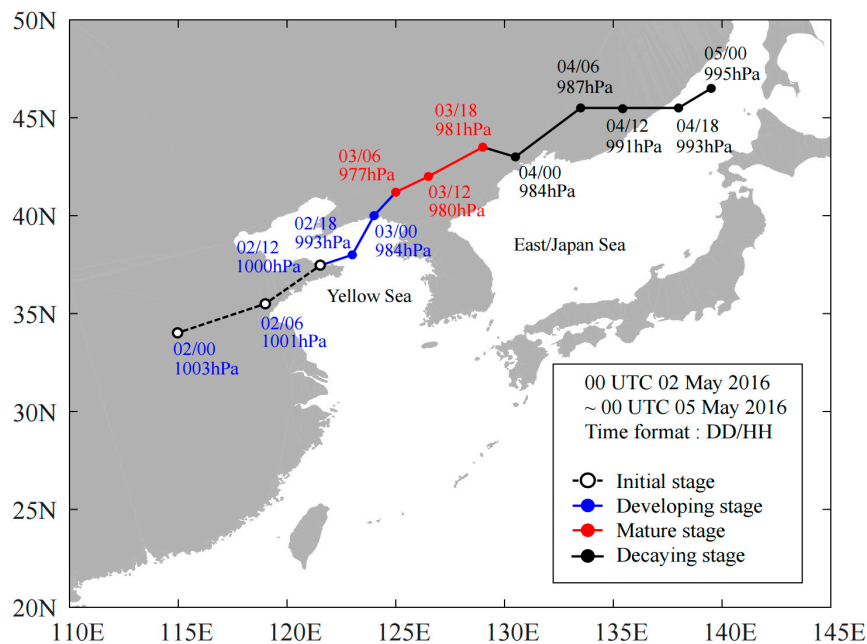 50N
45N
40N
35N
30N
25N
20N
110E
115E
120E
125E
130E
135E
140E
145E
02/00
1003hPa
02/06
1001hPa
02/12
1000hPa
02/18
993hPa
03/00
984hPa
03/06
977hPa
03/12
980hPa
03/18
981hPa
04/00
984hPa
04/06
987hPa
04/12
991hPa
04/18
993hPa
05/00
995hPa
East/Japan Sea
Yellow Sea
00 UTC 02 May 2016
~ 00 UTC 05 May 2016
Time format : DD/HH
Initial stage
Developing stage
Mature stage
Decaying stage